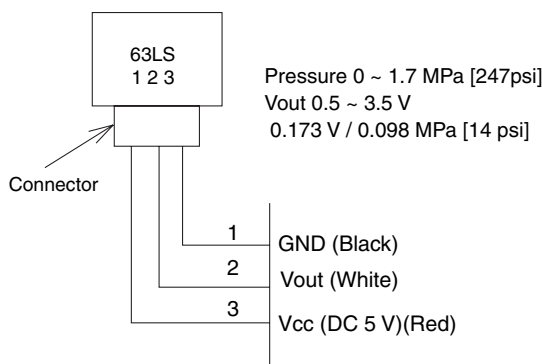 63LS
1 2 3
Pressure 0 ~ 1.7 MPa [247psi]
Vout 0.5 ~ 3.5 V
0.173 V / 0.098 MPa [14 psi]
Connector
1
GND (Black)
2
Vout (White)
3
Vcc (DC 5 V)(Red)